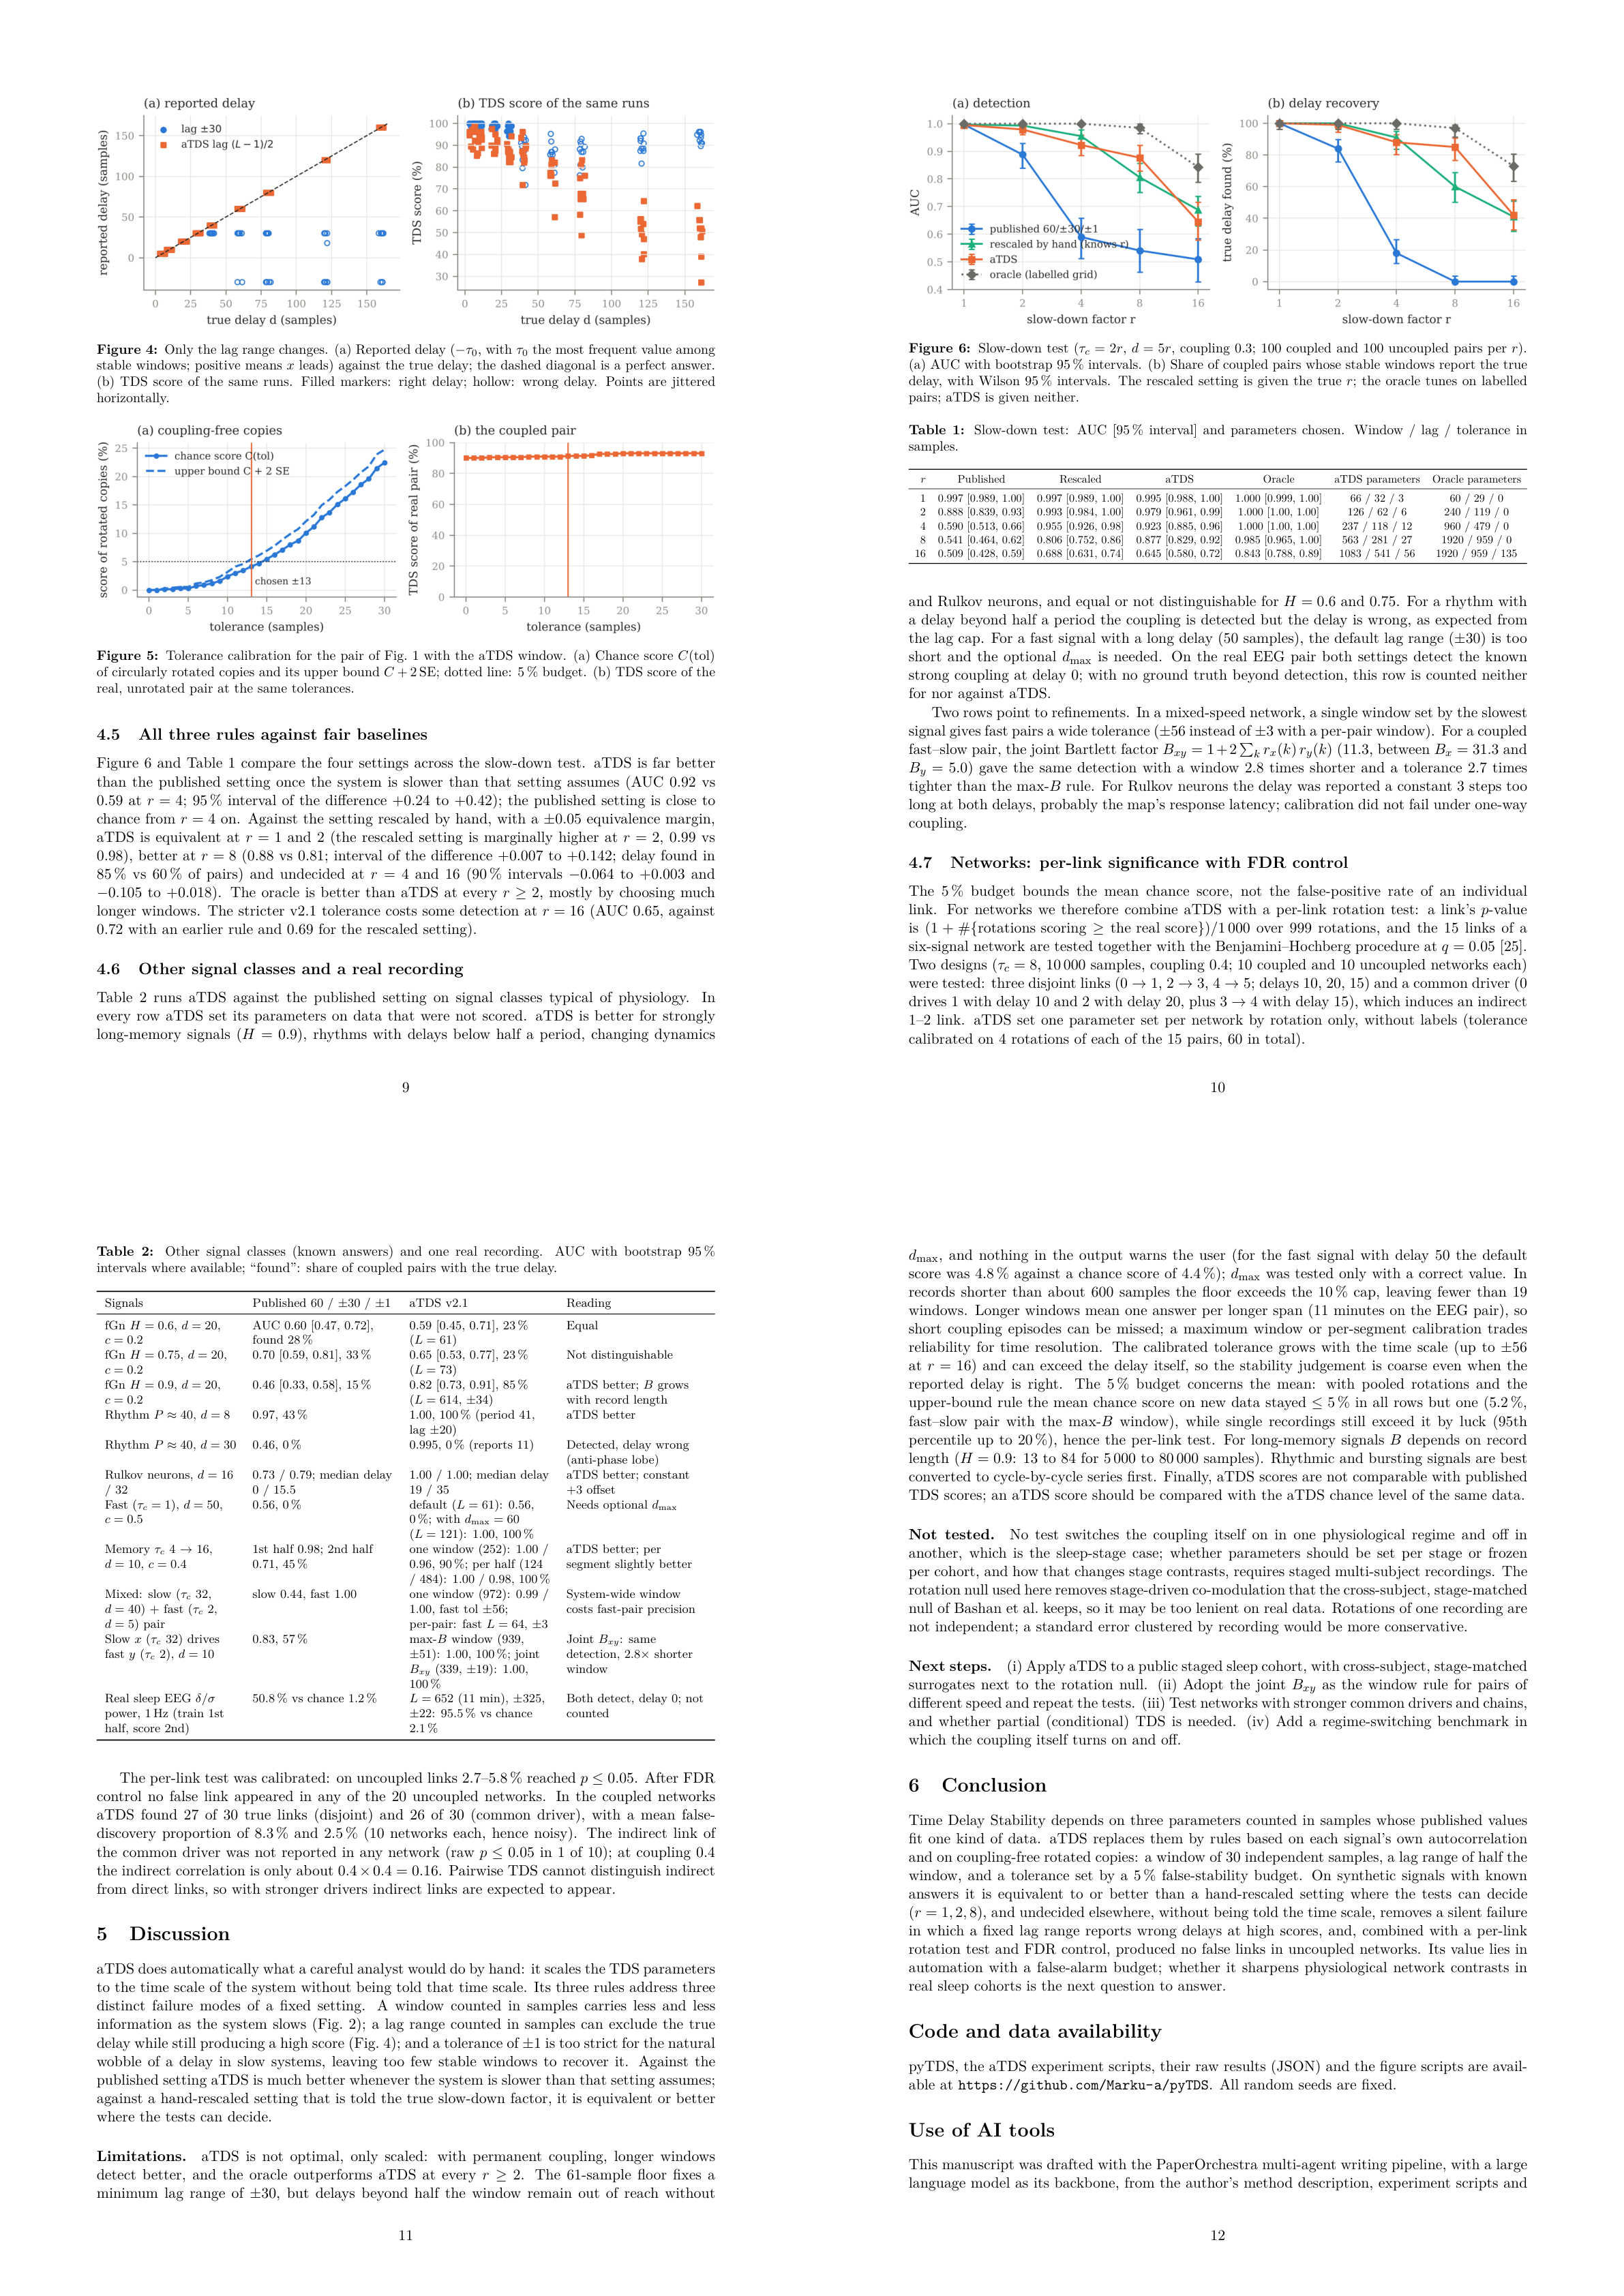 (a) reported delay
(b) TDS score of the same runs
lag ±30
aTDS lag (L − 1)/2
reported delay (samples)
150
100
50
0
0 25 50 75 100 125 150
true delay d (samples)
TDS score (%)
100
90
80
70
60
50
40
30
0 25 50 75 100 125 150
true delay d (samples)
Figure 4: Only the lag range changes. (a) Reported delay (−τ0, with τ0 the most frequent value among
stable windows; positive means x leads) against the true delay; the dashed diagonal is a perfect answer.
(b) TDS score of the same runs. Filled markers: right delay; hollow: wrong delay. Points are jittered
horizontally.
(a) coupling-free copies
(b) the coupled pair
chance score C(tol)
upper bound C + 2 SE
chosen ±13
score of rotated copies (%)
25
20
15
10
5
0
0 5 10 15 20 25 30
tolerance (samples)
TDS score of real pair (%)
100
80
60
40
20
0
0 5 10 15 20 25 30
tolerance (samples)
Figure 5: Tolerance calibration for the pair of Fig. 1 with the aTDS window. (a) Chance score C(tol)
of circularly rotated copies and its upper bound C + 2 SE; dotted line: 5 % budget. (b) TDS score of the
real, unrotated pair at the same tolerances.
4.5 All three rules against fair baselines
Figure 6 and Table 1 compare the four settings across the slow-down test. aTDS is far better
than the published setting once the system is slower than that setting assumes (AUC 0.92 vs
0.59 at r = 4; 95 % interval of the difference +0.24 to +0.42); the published setting is close to
chance from r = 4 on. Against the setting rescaled by hand, with a ±0.05 equivalence margin,
aTDS is equivalent at r = 1 and 2 (the rescaled setting is marginally higher at r = 2, 0.99 vs
0.98), better at r = 8 (0.88 vs 0.81; interval of the difference +0.007 to +0.142; delay found in
85 % vs 60 % of pairs) and undecided at r = 4 and 16 (90 % intervals −0.064 to +0.003 and
−0.105 to +0.018). The oracle is better than aTDS at every r ≥ 2, mostly by choosing much
longer windows. The stricter v2.1 tolerance costs some detection at r = 16 (AUC 0.65, against
0.72 with an earlier rule and 0.69 for the rescaled setting).
4.6 Other signal classes and a real recording
Table 2 runs aTDS against the published setting on signal classes typical of physiology. In
every row aTDS set its parameters on data that were not scored. aTDS is better for strongly
long-memory signals (H = 0.9), rhythms with delays below half a period, changing dynamics
9
(a) detection
(b) delay recovery
AUC
1.0
0.9
0.8
0.7
0.6
0.5
0.4
published 60/±30/±1
rescaled by hand (knows r)
aTDS
oracle (labelled grid)
1 2 4 8 16
slow-down factor r
true delay found (%)
100
80
60
40
20
0
1 2 4 8 16
slow-down factor r
Figure 6: Slow-down test (τc = 2r, d = 5r, coupling 0.3; 100 coupled and 100 uncoupled pairs per r).
(a) AUC with bootstrap 95 % intervals. (b) Share of coupled pairs whose stable windows report the true
delay, with Wilson 95 % intervals. The rescaled setting is given the true r; the oracle tunes on labelled
pairs; aTDS is given neither.
Table 1: Slow-down test: AUC [95 % interval] and parameters chosen. Window / lag / tolerance in
samples.
r Published Rescaled aTDS Oracle aTDS parameters Oracle parameters
1 0.997 [0.989, 1.00] 0.997 [0.989, 1.00] 0.995 [0.988, 1.00] 1.000 [0.999, 1.00] 66 / 32 / 3 60 / 29 / 0
2 0.888 [0.839, 0.93] 0.993 [0.984, 1.00] 0.979 [0.961, 0.99] 1.000 [1.00, 1.00] 126 / 62 / 6 240 / 119 / 0
4 0.590 [0.513, 0.66] 0.955 [0.926, 0.98] 0.923 [0.885, 0.96] 1.000 [1.00, 1.00] 237 / 118 / 12 960 / 479 / 0
8 0.541 [0.464, 0.62] 0.806 [0.752, 0.86] 0.877 [0.829, 0.92] 0.985 [0.965, 1.00] 563 / 281 / 27 1920 / 959 / 0
16 0.509 [0.428, 0.59] 0.688 [0.631, 0.74] 0.645 [0.580, 0.72] 0.843 [0.788, 0.89] 1083 / 541 / 56 1920 / 959 / 135
and Rulkov neurons, and equal or not distinguishable for H = 0.6 and 0.75. For a rhythm with
a delay beyond half a period the coupling is detected but the delay is wrong, as expected from
the lag cap. For a fast signal with a long delay (50 samples), the default lag range (±30) is too
short and the optional dmax is needed. On the real EEG pair both settings detect the known
strong coupling at delay 0; with no ground truth beyond detection, this row is counted neither
for nor against aTDS.
Two rows point to refinements. In a mixed-speed network, a single window set by the slowest
signal gives fast pairs a wide tolerance (±56 instead of ±3 with a per-pair window). For a coupled
fast–slow pair, the joint Bartlett factor Bxy = 1+2 ∑k rx(k) ry(k) (11.3, between Bx = 31.3 and
By = 5.0) gave the same detection with a window 2.8 times shorter and a tolerance 2.7 times
tighter than the max-B rule. For Rulkov neurons the delay was reported a constant 3 steps too
long at both delays, probably the map's response latency; calibration did not fail under one-way
coupling.
4.7 Networks: per-link significance with FDR control
The 5 % budget bounds the mean chance score, not the false-positive rate of an individual
link. For networks we therefore combine aTDS with a per-link rotation test: a link's p-value
is (1 + #{rotations scoring ≥ the real score})/1 000 over 999 rotations, and the 15 links of a
six-signal network are tested together with the Benjamini–Hochberg procedure at q = 0.05 [25].
Two designs (τc = 8, 10 000 samples, coupling 0.4; 10 coupled and 10 uncoupled networks each)
were tested: three disjoint links (0 → 1, 2 → 3, 4 → 5; delays 10, 20, 15) and a common driver (0
drives 1 with delay 10 and 2 with delay 20, plus 3 → 4 with delay 15), which induces an indirect
1–2 link. aTDS set one parameter set per network by rotation only, without labels (tolerance
calibrated on 4 rotations of each of the 15 pairs, 60 in total).
10
Table 2: Other signal classes (known answers) and one real recording. AUC with bootstrap 95 %
intervals where available; “found”: share of coupled pairs with the true delay.
Signals Published 60 / ±30 / ±1 aTDS v2.1 Reading
fGn H = 0.6, d = 20, AUC 0.60 [0.47, 0.72], 0.59 [0.45, 0.71], 23 % Equal
c = 0.2 found 28 % (L = 61)
fGn H = 0.75, d = 20, 0.70 [0.59, 0.81], 33 % 0.65 [0.53, 0.77], 23 % Not distinguishable
c = 0.2 (L = 73)
fGn H = 0.9, d = 20, 0.46 [0.33, 0.58], 15 % 0.82 [0.73, 0.91], 85 % aTDS better; B grows
c = 0.2 (L = 614, ±34) with record length
Rhythm P ≈ 40, d = 8 0.97, 43 % 1.00, 100 % (period 41, aTDS better
lag ±20)
Rhythm P ≈ 40, d = 30 0.46, 0 % 0.995, 0 % (reports 11) Detected, delay wrong
(anti-phase lobe)
Rulkov neurons, d = 16 0.73 / 0.79; median delay 1.00 / 1.00; median delay aTDS better; constant
/ 32 0 / 15.5 19 / 35 +3 offset
Fast (τc = 1), d = 50, 0.56, 0 % default (L = 61): 0.56, Needs optional dmax
c = 0.5 0 %; with dmax = 60
(L = 121): 1.00, 100 %
Memory τc 4 → 16, 1st half 0.98; 2nd half one window (252): 1.00 / aTDS better; per
d = 10, c = 0.4 0.71, 45 % 0.96, 90 %; per half (124 segment slightly better
/ 484): 1.00 / 0.98, 100 %
Mixed: slow (τc 32, slow 0.44, fast 1.00 one window (972): 0.99 / System-wide window
d = 40) + fast (τc 2, 1.00, fast tol ±56; costs fast-pair precision
d = 5) pair per-pair: fast L = 64, ±3
Slow x (τc 32) drives 0.83, 57 % max-B window (939, Joint Bxy: same
fast y (τc 2), d = 10 ±51): 1.00, 100 %; joint detection, 2.8× shorter
Bxy (339, ±19): 1.00, window
100 %
Real sleep EEG δ/σ 50.8 % vs chance 1.2 % L = 652 (11 min), ±325, Both detect, delay 0; not
power, 1 Hz (train 1st ±22: 95.5 % vs chance counted
half, score 2nd) 2.1 %
The per-link test was calibrated: on uncoupled links 2.7–5.8 % reached p ≤ 0.05. After FDR
control no false link appeared in any of the 20 uncoupled networks. In the coupled networks
aTDS found 27 of 30 true links (disjoint) and 26 of 30 (common driver), with a mean false-
discovery proportion of 8.3 % and 2.5 % (10 networks each, hence noisy). The indirect link of
the common driver was not reported in any network (raw p ≤ 0.05 in 1 of 10); at coupling 0.4
the indirect correlation is only about 0.4 × 0.4 = 0.16. Pairwise TDS cannot distinguish indirect
from direct links, so with stronger drivers indirect links are expected to appear.
5 Discussion
aTDS does automatically what a careful analyst would do by hand: it scales the TDS parameters
to the time scale of the system without being told that time scale. Its three rules address three
distinct failure modes of a fixed setting. A window counted in samples carries less and less
information as the system slows (Fig. 2); a lag range counted in samples can exclude the true
delay while still producing a high score (Fig. 4); and a tolerance of ±1 is too strict for the natural
wobble of a delay in slow systems, leaving too few stable windows to recover it. Against the
published setting aTDS is much better whenever the system is slower than that setting assumes;
against a hand-rescaled setting that is told the true slow-down factor, it is equivalent or better
where the tests can decide.
Limitations. aTDS is not optimal, only scaled: with permanent coupling, longer windows
detect better, and the oracle outperforms aTDS at every r ≥ 2. The 61-sample floor fixes a
minimum lag range of ±30, but delays beyond half the window remain out of reach without
11
dmax, and nothing in the output warns the user (for the fast signal with delay 50 the default
score was 4.8 % against a chance score of 4.4 %); dmax was tested only with a correct value. In
records shorter than about 600 samples the floor exceeds the 10 % cap, leaving fewer than 19
windows. Longer windows mean one answer per longer span (11 minutes on the EEG pair), so
short coupling episodes can be missed; a maximum window or per-segment calibration trades
reliability for time resolution. The calibrated tolerance grows with the time scale (up to ±56
at r = 16) and can exceed the delay itself, so the stability judgement is coarse even when the
reported delay is right. The 5 % budget concerns the mean: with pooled rotations and the
upper-bound rule the mean chance score on new data stayed ≤ 5 % in all rows but one (5.2 %,
fast–slow pair with the max-B window), while single recordings still exceed it by luck (95th
percentile up to 20 %), hence the per-link test. For long-memory signals B depends on record
length (H = 0.9: 13 to 84 for 5 000 to 80 000 samples). Rhythmic and bursting signals are best
converted to cycle-by-cycle series first. Finally, aTDS scores are not comparable with published
TDS scores; an aTDS score should be compared with the aTDS chance level of the same data.
Not tested. No test switches the coupling itself on in one physiological regime and off in
another, which is the sleep-stage case; whether parameters should be set per stage or frozen
per cohort, and how that changes stage contrasts, requires staged multi-subject recordings. The
rotation null used here removes stage-driven co-modulation that the cross-subject, stage-matched
null of Bashan et al. keeps, so it may be too lenient on real data. Rotations of one recording are
not independent; a standard error clustered by recording would be more conservative.
Next steps. (i) Apply aTDS to a public staged sleep cohort, with cross-subject, stage-matched
surrogates next to the rotation null. (ii) Adopt the joint Bxy as the window rule for pairs of
different speed and repeat the tests. (iii) Test networks with stronger common drivers and chains,
and whether partial (conditional) TDS is needed. (iv) Add a regime-switching benchmark in
which the coupling itself turns on and off.
6 Conclusion
Time Delay Stability depends on three parameters counted in samples whose published values
fit one kind of data. aTDS replaces them by rules based on each signal's own autocorrelation
and on coupling-free rotated copies: a window of 30 independent samples, a lag range of half the
window, and a tolerance set by a 5 % false-stability budget. On synthetic signals with known
answers it is equivalent to or better than a hand-rescaled setting where the tests can decide
(r = 1, 2, 8), and undecided elsewhere, without being told the time scale, removes a silent failure
in which a fixed lag range reports wrong delays at high scores, and, combined with a per-link
rotation test and FDR control, produced no false links in uncoupled networks. Its value lies in
automation with a false-alarm budget; whether it sharpens physiological network contrasts in
real sleep cohorts is the next question to answer.
Code and data availability
pyTDS, the aTDS experiment scripts, their raw results (JSON) and the figure scripts are avail-
able at https://github.com/Marku-a/pyTDS. All random seeds are fixed.
Use of AI tools
This manuscript was drafted with the PaperOrchestra multi-agent writing pipeline, with a large
language model as its backbone, from the author's method description, experiment scripts and
12